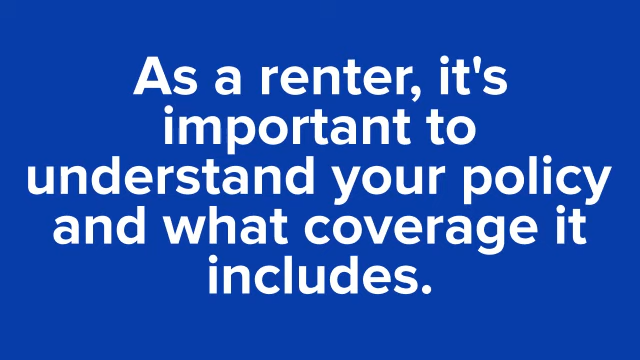 As a renter, it's
important to
understand your policy
and what coverage it
includes.